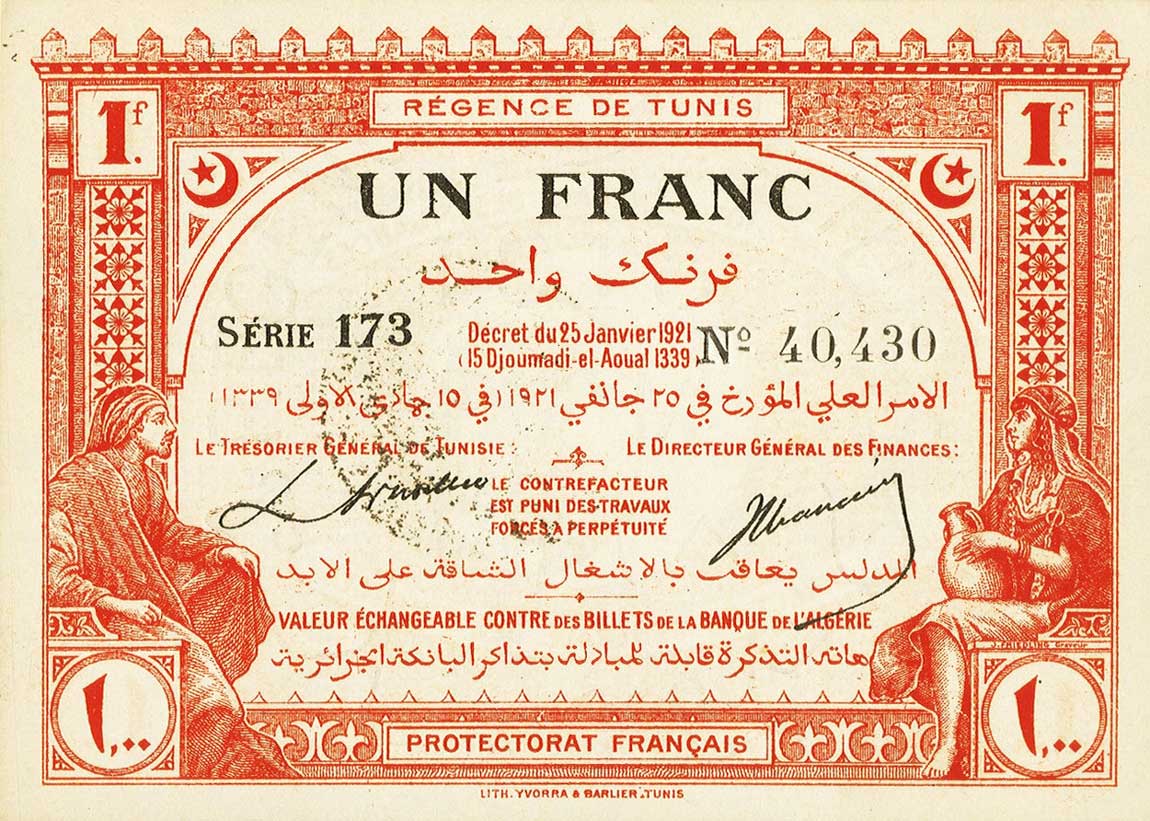 RÉGENCE DE TUNIS
1f. 1f.
UN FRANC
فرنك واحد
SÉRIE 173
Décret du 25 Janvier 1921
(15 Djoumadi-el-Aoual 1339)
Nº 40,430
الامر العلي المؤرخ في ٢٥ جانفي ١٩٢١ (في ١٥ جمادى الاولى ١٣٣٩)
LE TRÉSORIER GÉNÉRAL DE TUNISIE :
LE DIRECTEUR GÉNÉRAL DES FINANCES :
LE CONTREFACTEUR
EST PUNI DES TRAVAUX
FORCÉS A PERPÉTUITÉ
المدلس يعاقب بالاشغال الشاقة على الابد
VALEUR ÉCHANGEABLE CONTRE DES BILLETS DE LA BANQUE DE L'ALGÉRIE
هاته التذكرة قابلة للمبادلة بتذاكر البانكة الجزائرية
J. FRIEDLING Graveur
١,٠٠ ١,٠٠
PROTECTORAT FRANÇAIS
LITH. YVORRA & BARLIER. TUNIS